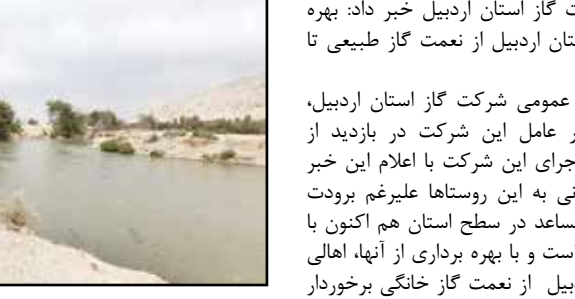 ت گاز استان اردبیل خبر داد: بهره
تان اردبیل از نعمت گاز طبیعی تا
عمومی شرکت گاز استان اردبیل،
ر عامل این شرکت در بازدید از
جرای این شرکت با اعلام این خبر
نی به این روستاها علیرغم برودت
ساعد در سطح استان هم اکنون با
است و با بهره برداری از آنها، اهالی
بیل از نعمت گاز خانگی برخوردار